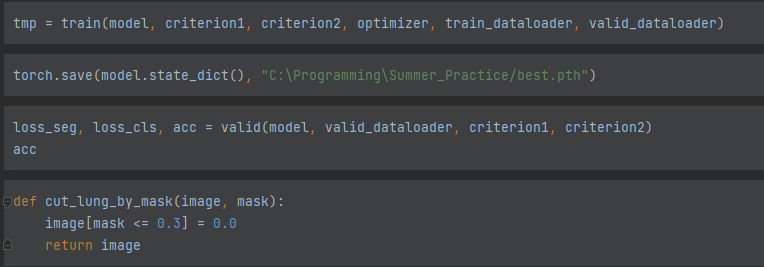 tmp = train(model, criterion1, criterion2, optimizer, train_dataloader, valid_dataloader)
torch.save(model.state_dict(), "C:\Programming\Summer_Practice/best.pth")
loss_seg, loss_cls, acc = valid(model, valid_dataloader, criterion1, criterion2)
acc
def cut_lung_by_mask(image, mask):
    image[mask <= 0.3] = 0.0
    return image